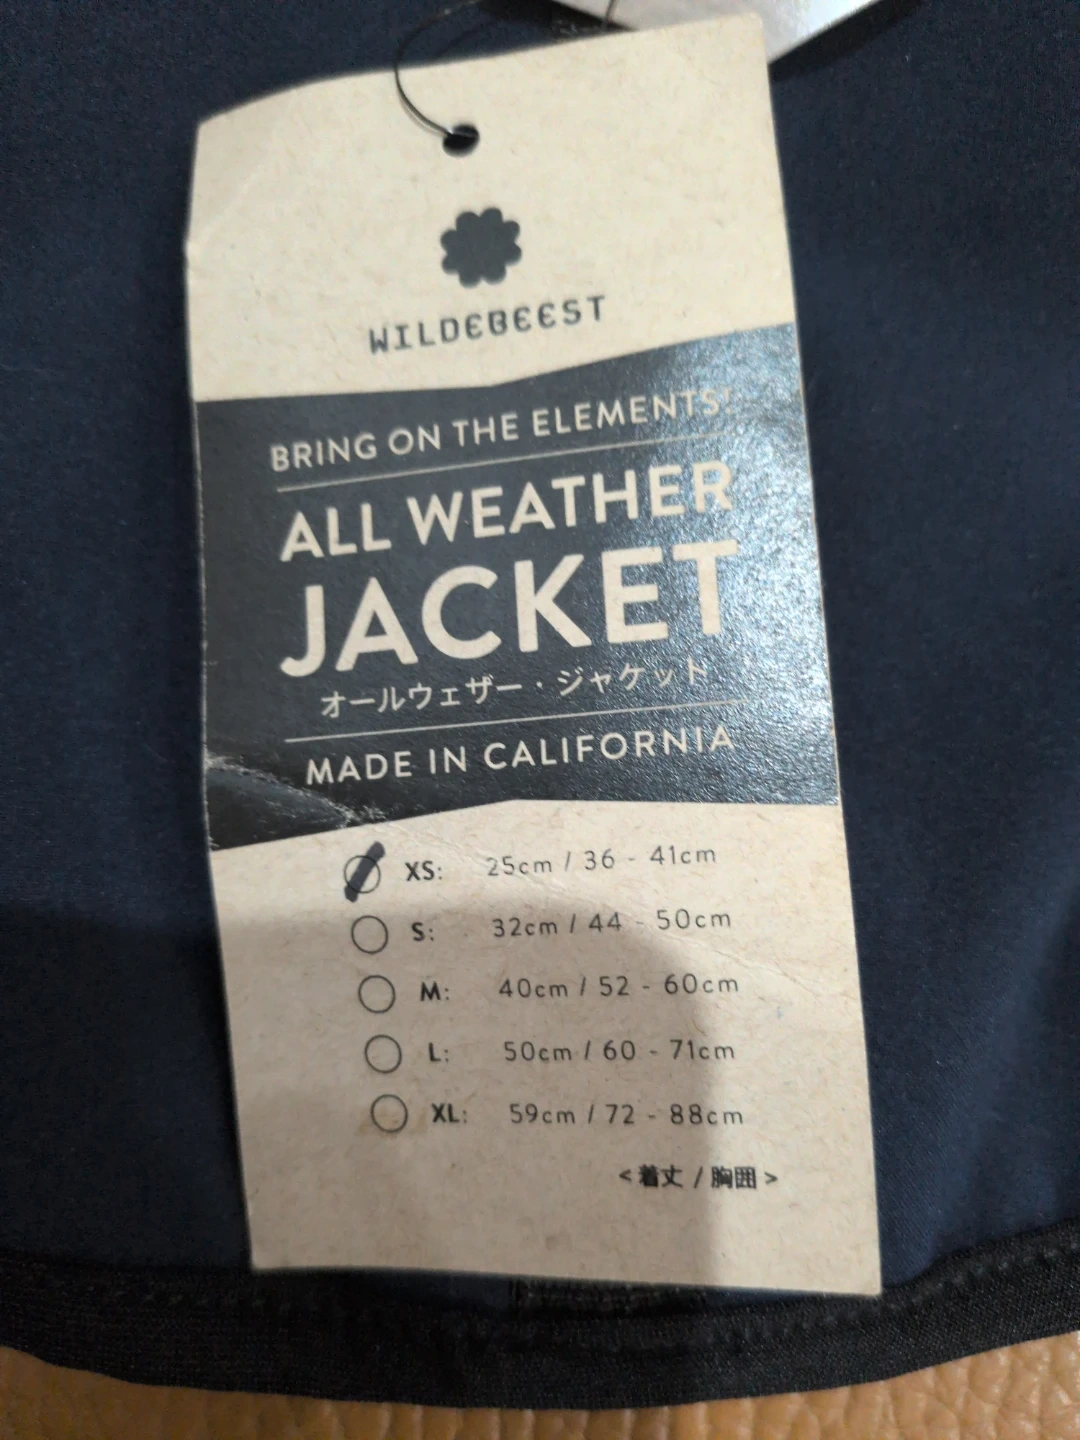 WILDEBEEST
BRING ON THE ELEMENTS!
ALL WEATHER
JACKET
オールウェザー・ジャケット
MADE IN CALIFORNIA
XS: 25cm / 36 - 41cm
S: 32cm / 44 - 50cm
M: 40cm / 52 - 60cm
L: 50cm / 60 - 71cm
XL: 59cm / 72 - 88cm
<着丈 / 胸囲>